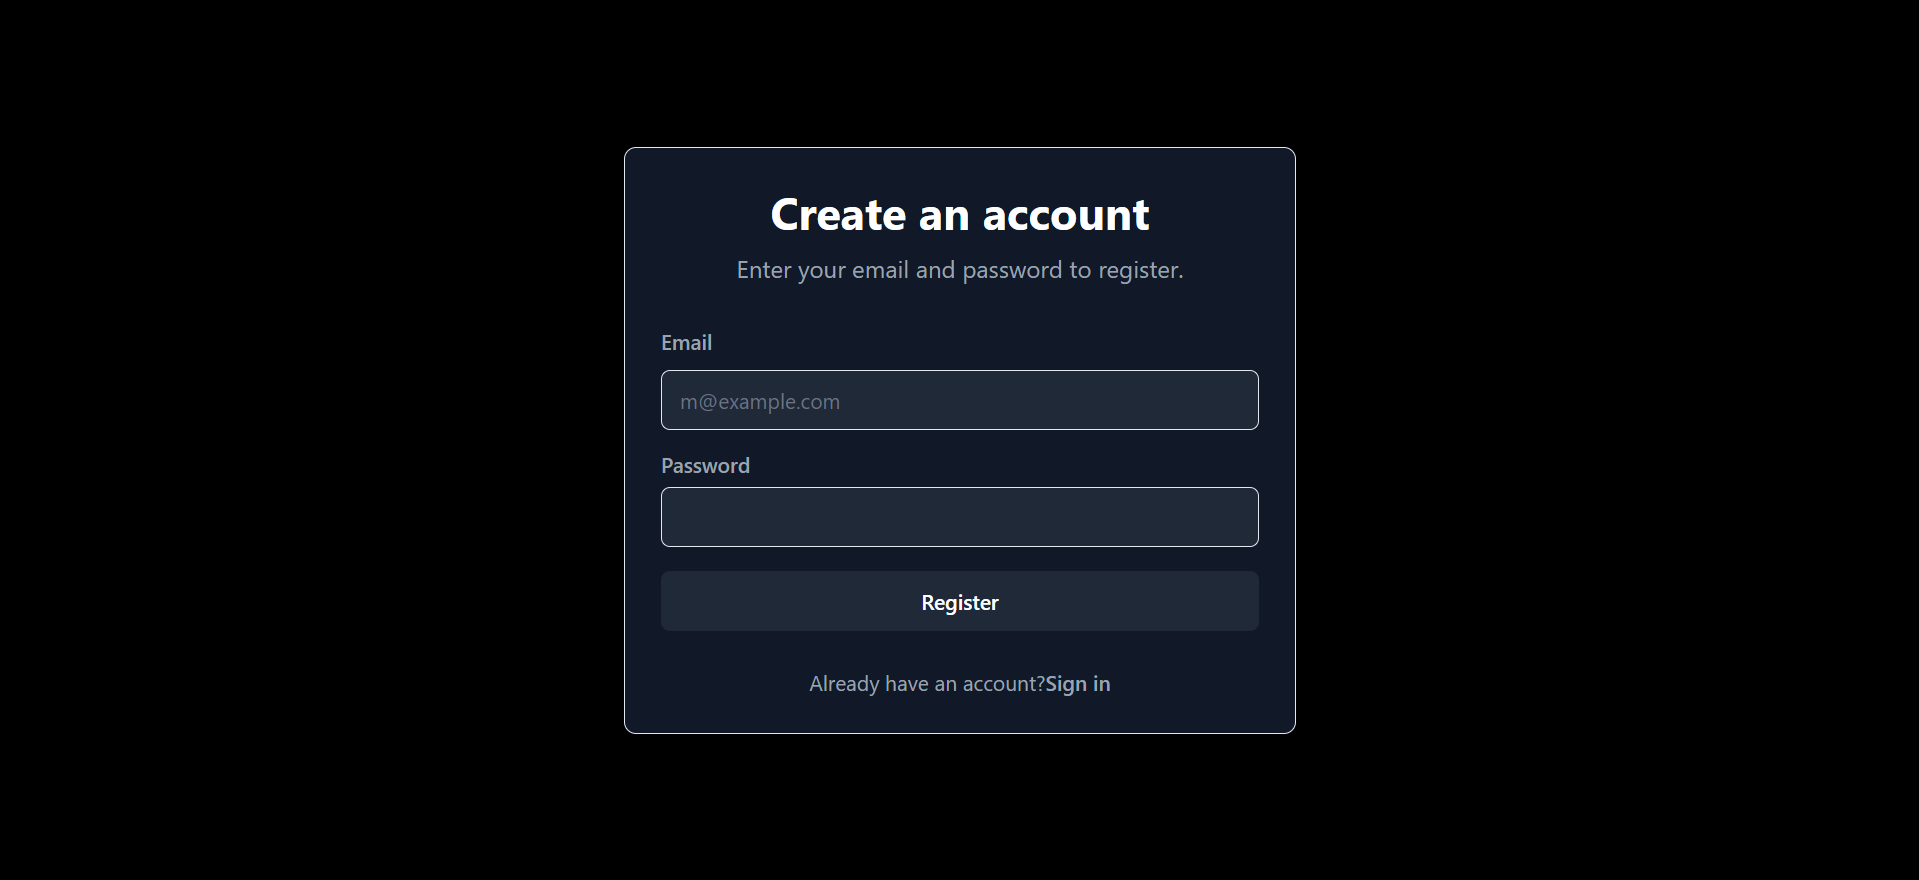 Create an account
Enter your email and password to register.
Email
m@example.com
Password
Register
Already have an account?Sign in